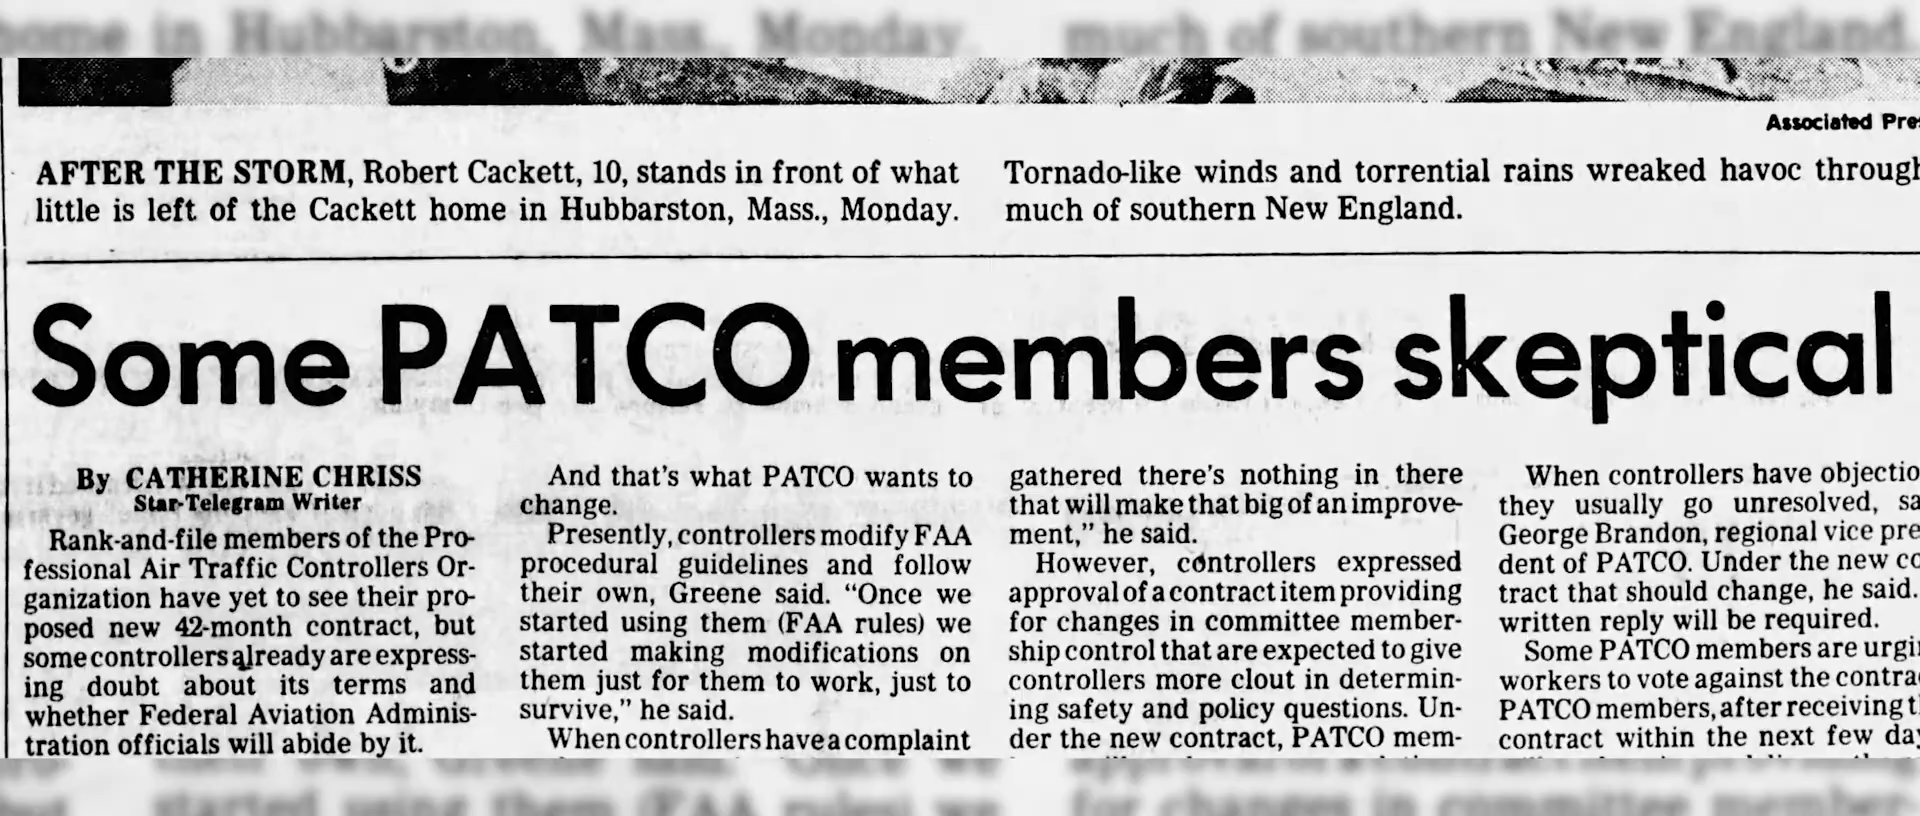 Associated Pre
AFTER THE STORM, Robert Cackett, 10, stands in front of what
little is left of the Cackett home in Hubbarston, Mass., Monday.
Tornado-like winds and torrential rains wreaked havoc through
much of southern New England.
Some PATCO members skeptical
By CATHERINE CHRISS
Star-Telegram Writer
Rank-and-file members of the Pro-
fessional Air Traffic Controllers Or-
ganization have yet to see their pro-
posed new 42-month contract, but
some controllers already are express-
ing doubt about its terms and
whether Federal Aviation Adminis-
tration officials will abide by it.
And that's what PATCO wants to
change.
Presently, controllers modify FAA
procedural guidelines and follow
their own, Greene said. “Once we
started using them (FAA rules) we
started making modifications on
them just for them to work, just to
survive,” he said.
When controllers have a complaint
gathered there's nothing in there
that will make that big of an improve-
ment,” he said.
However, controllers expressed
approval of a contract item providing
for changes in committee member-
ship control that are expected to give
controllers more clout in determin-
ing safety and policy questions. Un-
der the new contract, PATCO mem-
When controllers have objectio
they usually go unresolved, sa
George Brandon, regional vice pre
dent of PATCO. Under the new co
tract that should change, he said.
written reply will be required.
Some PATCO members are urgi
workers to vote against the contra
PATCO members, after receiving t
contract within the next few day